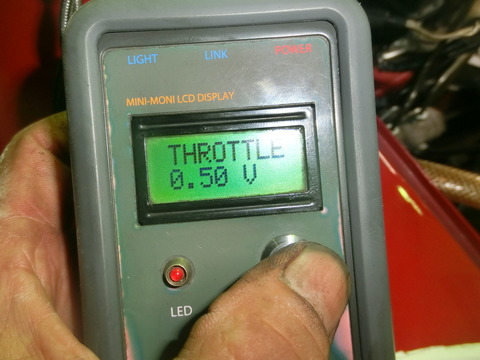 LIGHT LINK POWER
MINI-MONI LCD DISPLAY
THROTTLE
0.50 V
LED